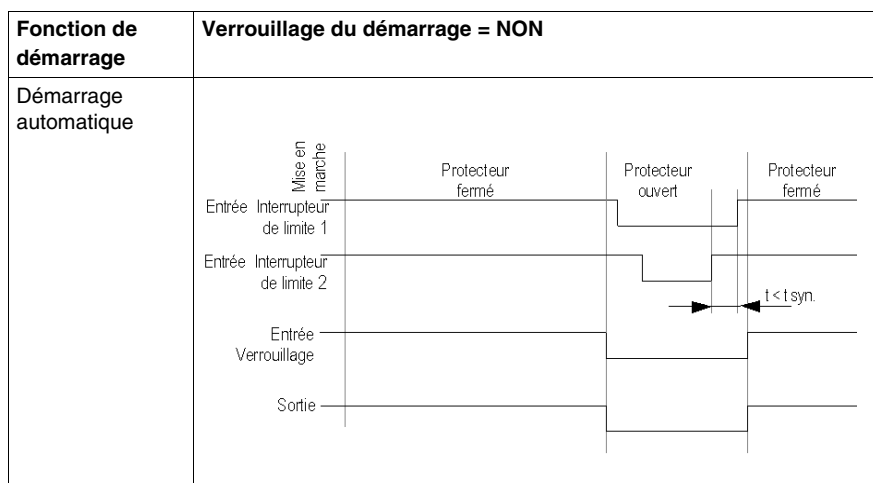 Fonction de
démarrage
Verrouillage du démarrage = NON
Démarrage
automatique
Mise en
marche
Protecteur
fermé
Protecteur
ouvert
Protecteur
fermé
Entrée Interrupteur
de limite 1
Entrée Interrupteur
de limite 2
t < t syn.
Entrée
Verrouillage
Sortie